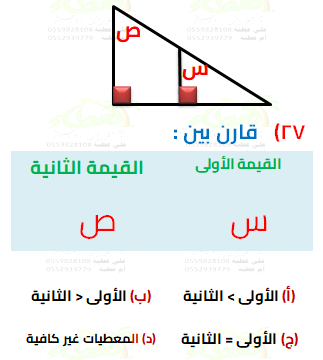 ص
س
٢٧) قارن بين :
القيمة الأولى القيمة الثانية
س ص
(أ) الأولى > الثانية (ب) الأولى < الثانية
(ج) الأولى = الثانية (د) المعطيات غير كافية